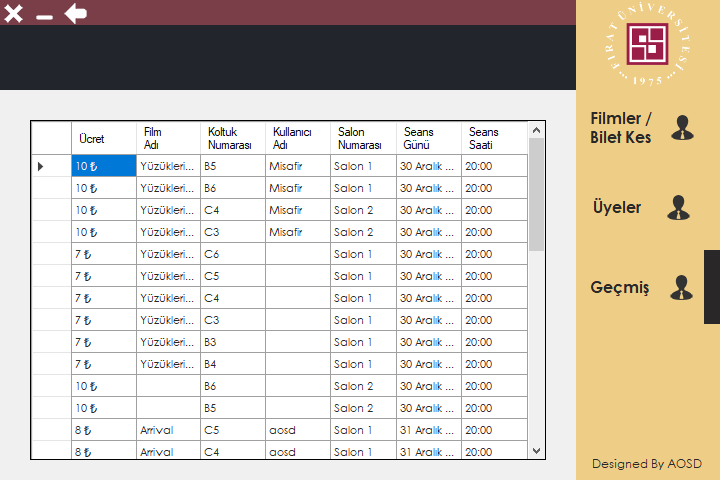 FIRAT ÜNİVERSİTESİ
1975
Filmler /
Bilet Kes
Üyeler
Geçmiş
Designed By AOSD
Ücret Film Adı Koltuk Numarası Kullanıcı Adı Salon Numarası Seans Günü Seans Saati
10 ₺ Yüzükleri... B5 Misafir Salon 1 30 Aralık ... 20:00
10 ₺ Yüzükleri... B6 Misafir Salon 1 30 Aralık ... 20:00
10 ₺ Yüzükleri... C4 Misafir Salon 2 30 Aralık ... 20:00
10 ₺ Yüzükleri... C3 Misafir Salon 2 30 Aralık ... 20:00
7 ₺ Yüzükleri... C6 Salon 1 30 Aralık ... 20:00
7 ₺ Yüzükleri... C5 Salon 1 30 Aralık ... 20:00
7 ₺ Yüzükleri... C4 Salon 1 30 Aralık ... 20:00
7 ₺ Yüzükleri... C3 Salon 1 30 Aralık ... 20:00
7 ₺ Yüzükleri... B3 Salon 1 30 Aralık ... 20:00
7 ₺ Yüzükleri... B4 Salon 1 30 Aralık ... 20:00
10 ₺ B6 Salon 2 30 Aralık ... 20:00
10 ₺ B5 Salon 2 30 Aralık ... 20:00
8 ₺ Arrival C5 aosd Salon 1 31 Aralık ... 20:00
8 ₺ Arrival C4 aosd Salon 1 31 Aralık ... 20:00